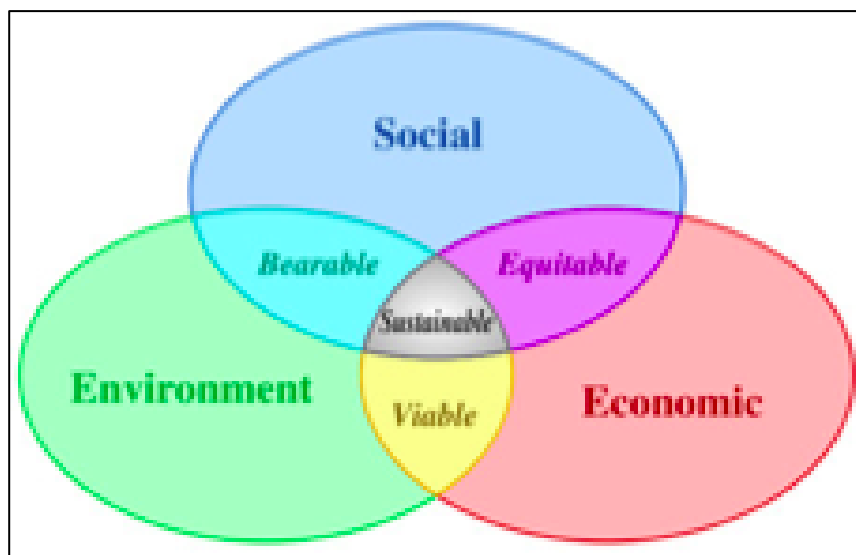 Social
Bearable
Equitable
Sustainable
Environment
Economic
Viable